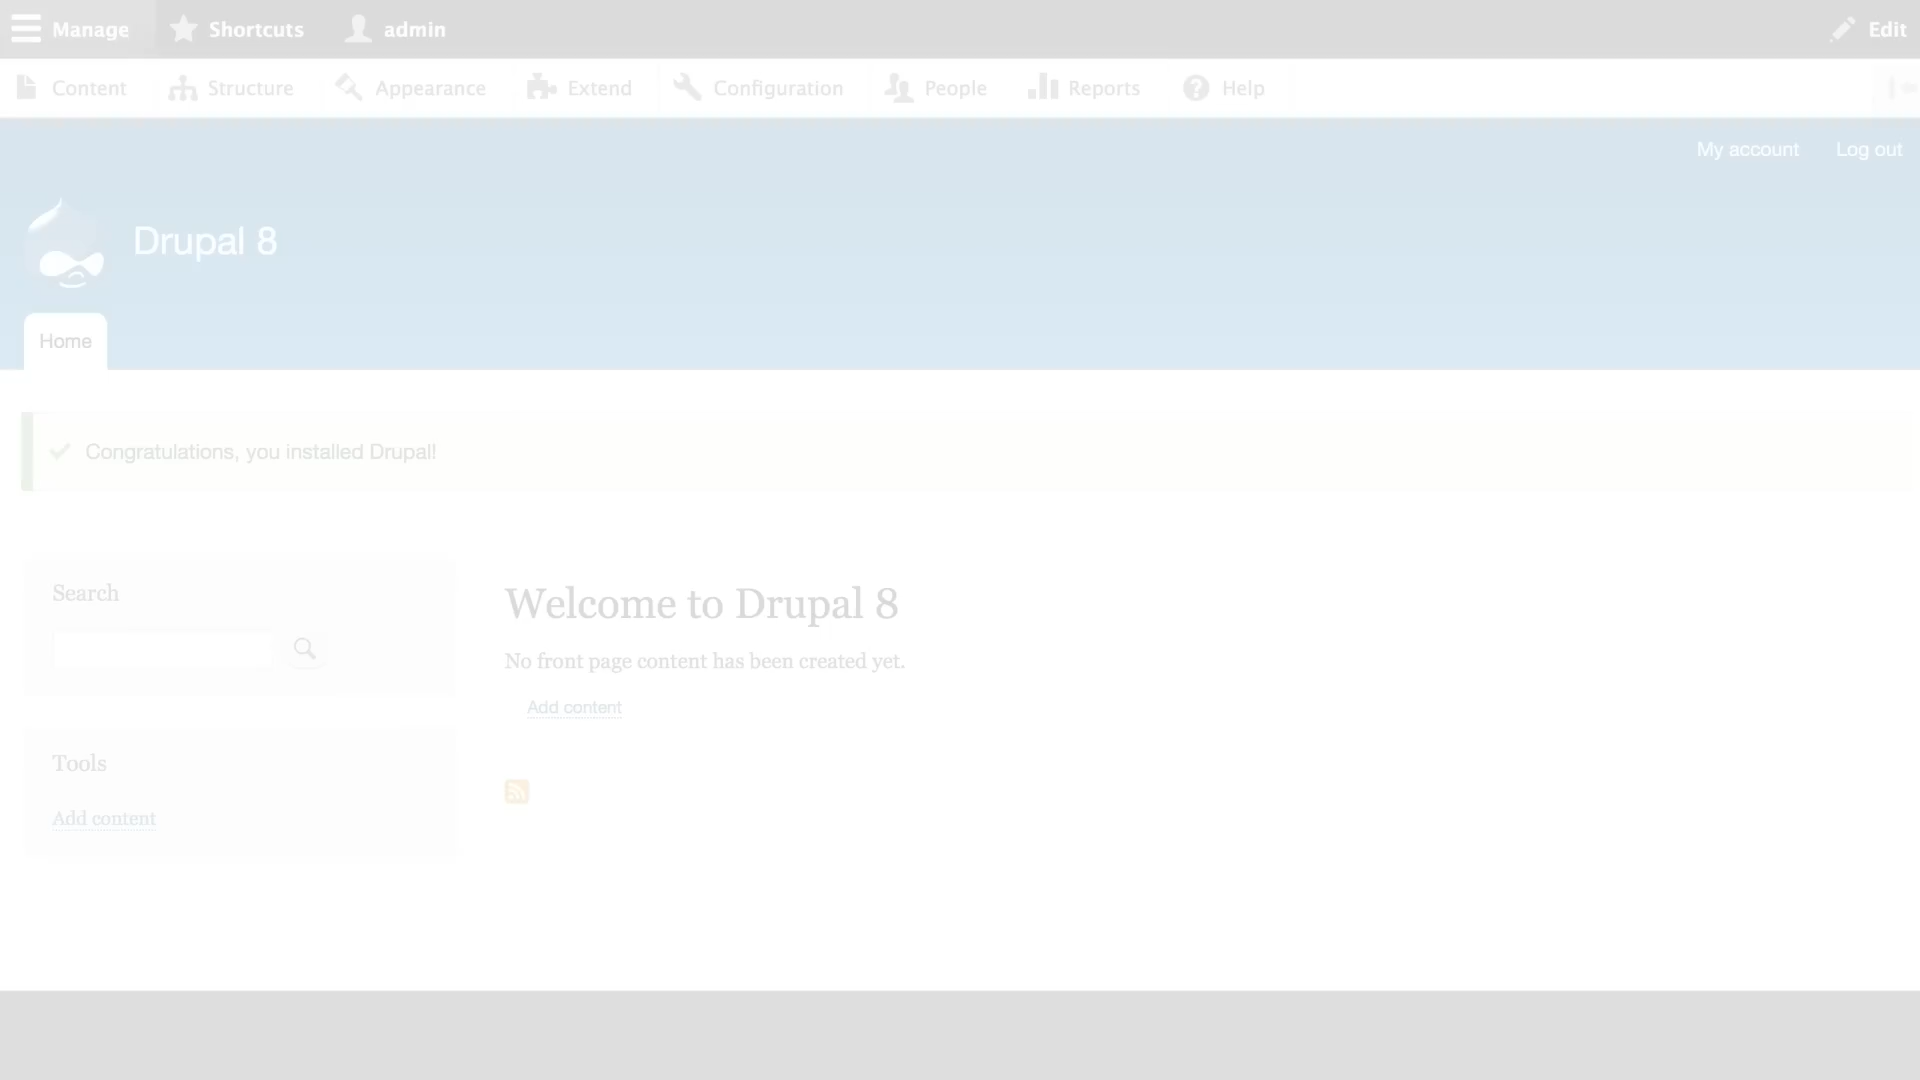 Manage Shortcuts admin Edit
Content Structure Appearance Extend Configuration People Reports Help
My account Log out
Drupal 8
Home
Congratulations, you installed Drupal!
Search
Welcome to Drupal 8
No front page content has been created yet.
Add content
Tools
Add content